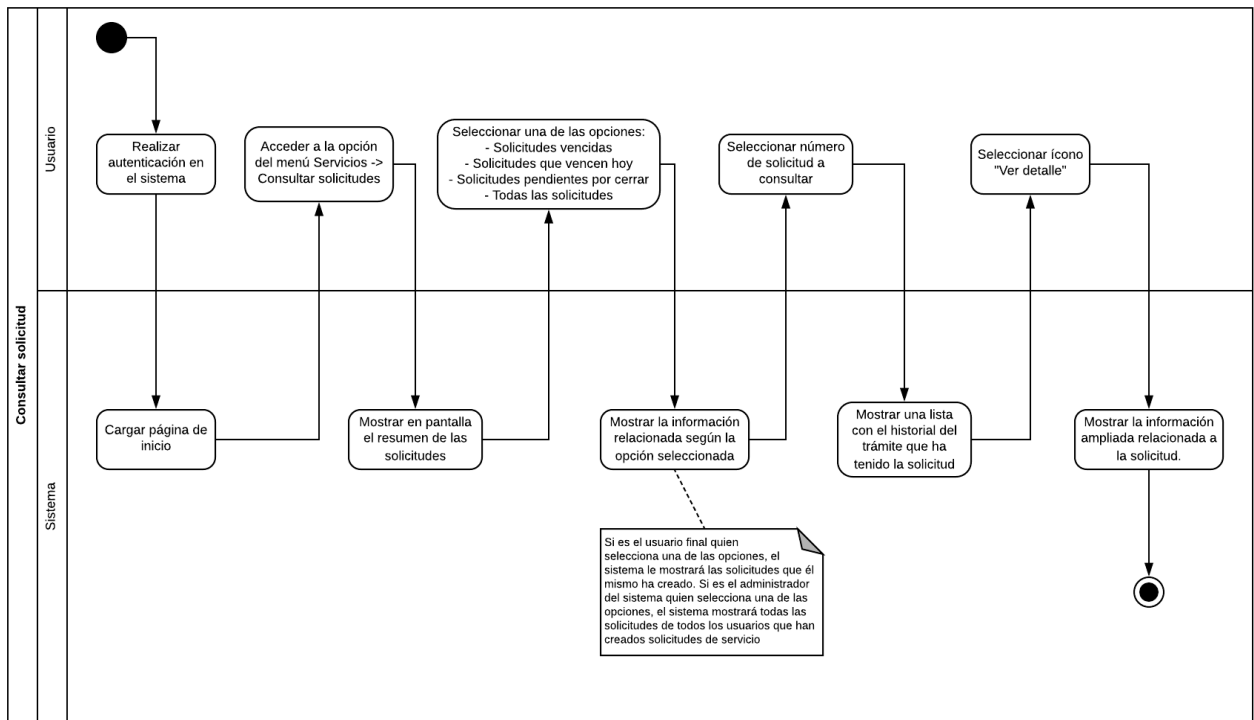 Consultar solicitud
Usuario
Realizar
autenticación en
el sistema
Acceder a la opción
del menú Servicios ->
Consultar solicitudes
Seleccionar una de las opciones:
- Solicitudes vencidas
- Solicitudes que vencen hoy
- Solicitudes pendientes por cerrar
- Todas las solicitudes
Seleccionar número
de solicitud a
consultar
Seleccionar ícono
"Ver detalle"
Sistema
Cargar página de
inicio
Mostrar en pantalla
el resumen de las
solicitudes
Mostrar la información
relacionada según la
opción seleccionada
Mostrar una lista
con el historial del
trámite que ha
tenido la solicitud
Mostrar la información
ampliada relacionada a
la solicitud.
Si es el usuario final quien
selecciona una de las opciones, el
sistema le mostrará las solicitudes que él
mismo ha creado. Si es el administrador
del sistema quien selecciona una de las
opciones, el sistema mostrará todas las
solicitudes de todos los usuarios que han
creados solicitudes de servicio